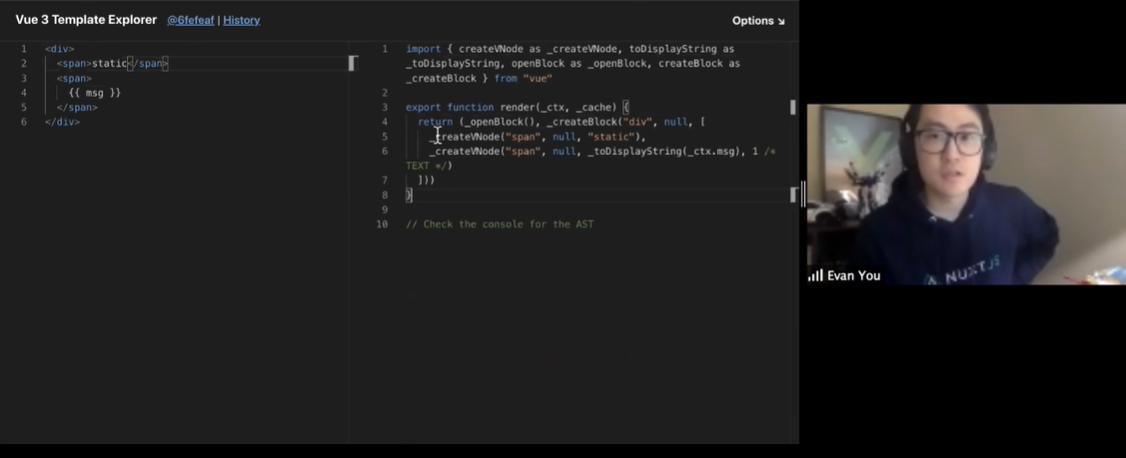 Vue 3 Template Explorer @6fefeaf | History
Options ↘
1 <div>
2 <span>static</span>
3 <span>
4 {{ msg }}
5 </span>
6 </div>
1 import { createVNode as _createVNode, toDisplayString as
_toDisplayString, openBlock as _openBlock, createBlock as
_createBlock } from "vue"
2
3 export function render(_ctx, _cache) {
4 return (_openBlock(), _createBlock("div", null, [
5 _createVNode("span", null, "static"),
6 _createVNode("span", null, _toDisplayString(_ctx.msg), 1 /*
TEXT */)
7 ]))
8 }
9
10 // Check the console for the AST
NUXTJS
Evan You